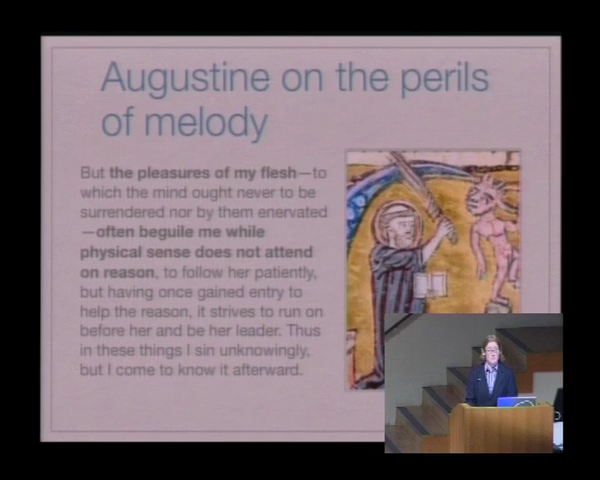 Augustine on the perils
of melody
But the pleasures of my flesh—to
which the mind ought never to be
surrendered nor by them enervated
—often beguile me while
physical sense does not attend
on reason, to follow her patiently,
but having once gained entry to
help the reason, it strives to run on
before her and be her leader. Thus
in these things I sin unknowingly,
but I come to know it afterward.